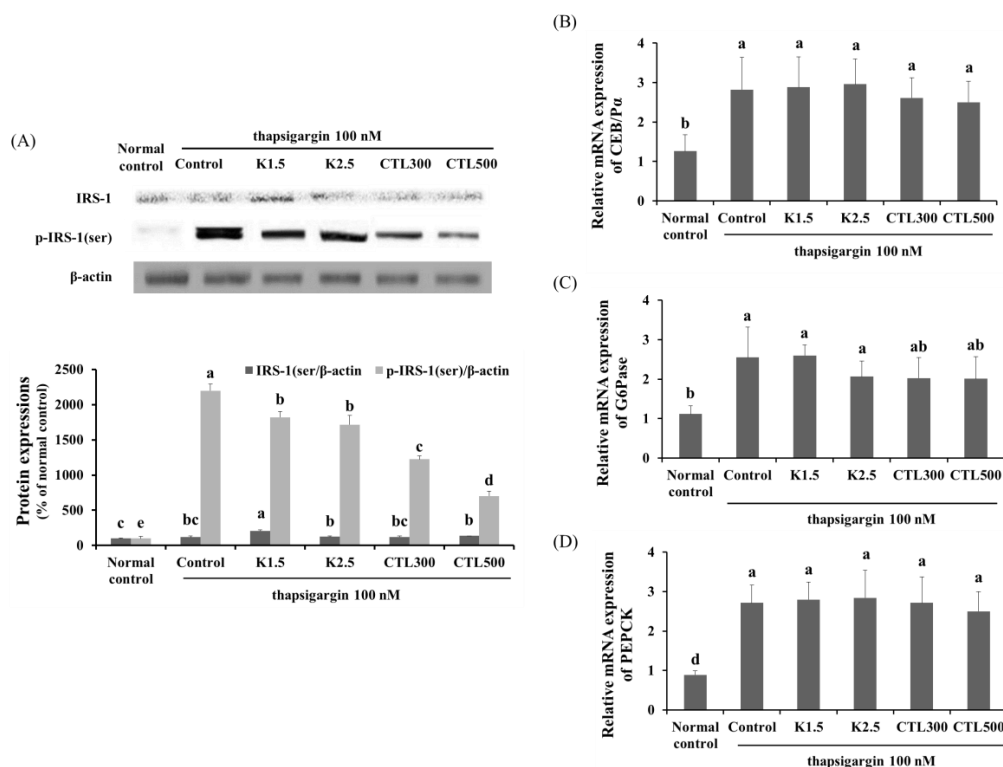 (A)
thapsigargin 100 nM
Normal
control
Control K1.5 K2.5 CTL300 CTL500
IRS-1
p-IRS-1(ser)
β-actin
Protein expressions
(% of normal control)
2500
2000
1500
1000
500
0
IRS-1(ser/β-actin p-IRS-1(ser)/β-actin
c e bc a a b b b bc c b d
Normal
control
Control K1.5 K2.5 CTL300 CTL500
thapsigargin 100 nM
(B)
Relative mRNA expression
of CEB/Pα
4
3
2
1
0
b a a a a a
Normal
control
Control K1.5 K2.5 CTL300 CTL500
thapsigargin 100 nM
(C)
Relative mRNA expression
of G6Pase
4
3
2
1
0
b a a a ab ab
Normal
control
Control K1.5 K2.5 CTL300 CTL500
thapsigargin 100 nM
(D)
Relative mRNA expression
of PEPCK
4
3
2
1
0
d a a a a a
Normal
control
Control K1.5 K2.5 CTL300 CTL500
thapsigargin 100 nM